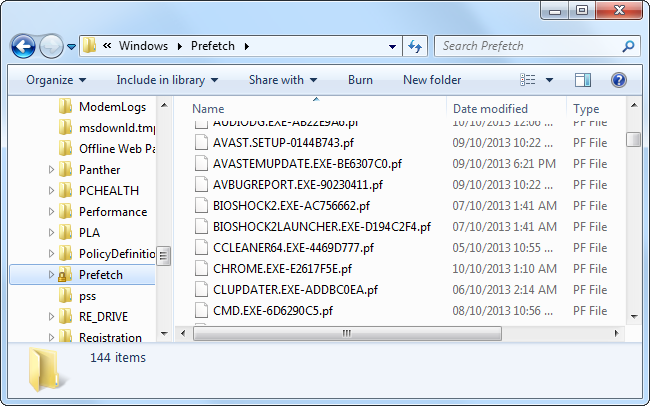 « Windows ▸ Prefetch ▸ Search Prefetch
Organize ▾ Include in library ▾ Share with ▾ Burn New folder
ModemLogs
msdownld.tmp
Offline Web Pa
Panther
PCHEALTH
Performance
PLA
PolicyDefinitio
Prefetch
pss
RE_DRIVE
Registration
Name Date modified Type
AUDIODG.EXE-AB22E9A6.pf 10/10/2013 12:06 ... PF File
AVAST.SETUP-0144B743.pf 09/10/2013 10:22 ... PF File
AVASTEMUPDATE.EXE-BE6307C0.pf 09/10/2013 6:21 PM PF File
AVBUGREPORT.EXE-90230411.pf 09/10/2013 10:22 ... PF File
BIOSHOCK2.EXE-AC756662.pf 07/10/2013 1:41 AM PF File
BIOSHOCK2LAUNCHER.EXE-D194C2F4.pf 07/10/2013 1:41 AM PF File
CCLEANER64.EXE-4469D777.pf 05/10/2013 10:55 ... PF File
CHROME.EXE-E2617F5E.pf 10/10/2013 1:10 AM PF File
CLUPDATER.EXE-ADDBC0EA.pf 06/10/2013 2:14 AM PF File
CMD.EXE-6D6290C5.pf 08/10/2013 10:56 ... PF File
144 items